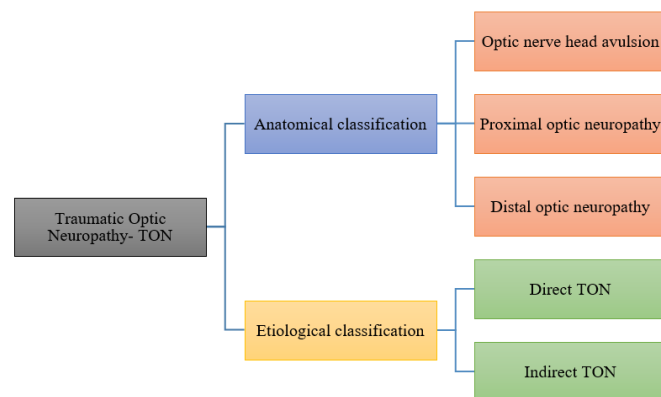 Traumatic Optic
Neuropathy- TON
Anatomical classification
Optic nerve head avulsion
Proximal optic neuropathy
Distal optic neuropathy
Etiological classification
Direct TON
Indirect TON